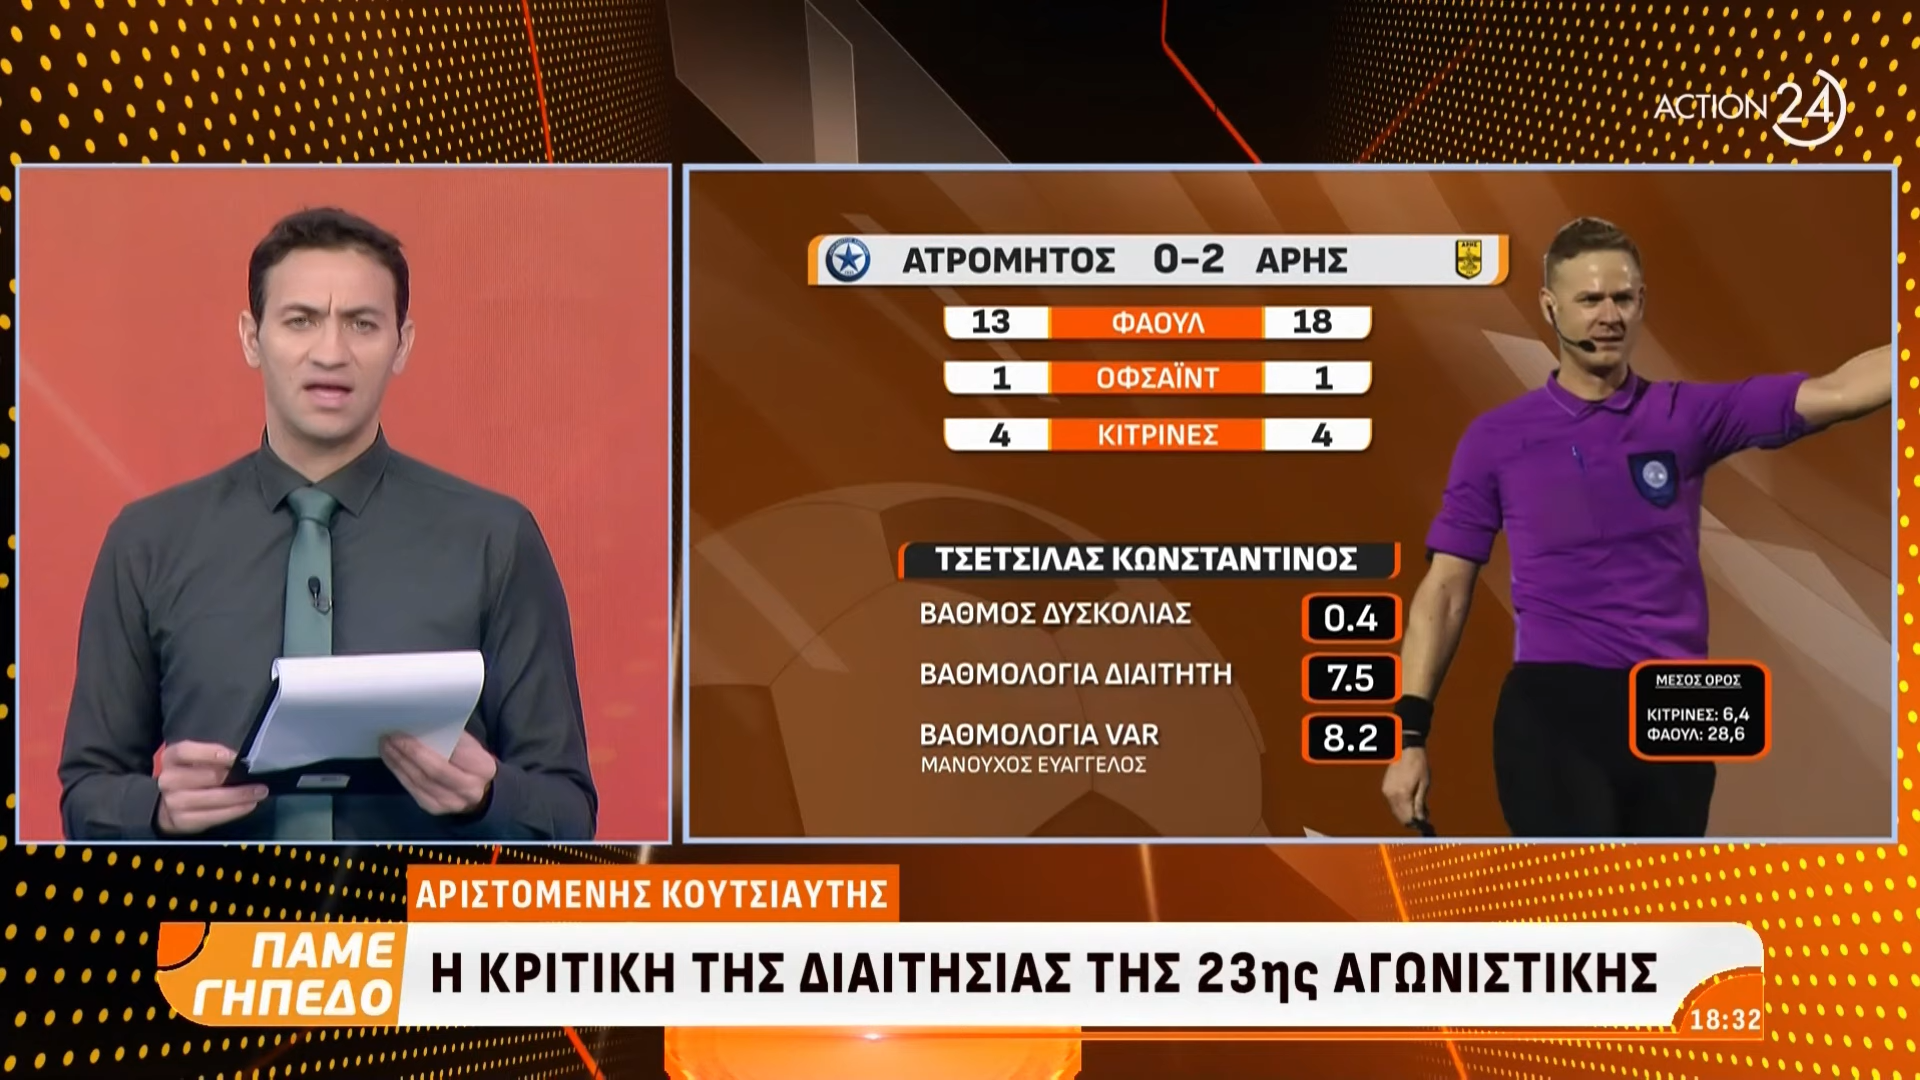 ACTION 24
ΑΤΡΟΜΗΤΟΣ 0-2 ΑΡΗΣ
ΑΡΗΣ
13 ΦΑΟΥΛ 18
1 ΟΦΣΑΪΝΤ 1
4 ΚΙΤΡΙΝΕΣ 4
ΤΣΕΤΣΙΛΑΣ ΚΩΝΣΤΑΝΤΙΝΟΣ
ΒΑΘΜΟΣ ΔΥΣΚΟΛΙΑΣ 0.4
ΒΑΘΜΟΛΟΓΙΑ ΔΙΑΙΤΗΤΗ 7.5
ΒΑΘΜΟΛΟΓΙΑ VAR 8.2
ΜΑΝΟΥΧΟΣ ΕΥΑΓΓΕΛΟΣ
ΜΕΣΟΣ ΟΡΟΣ
ΚΙΤΡΙΝΕΣ: 6,4
ΦΑΟΥΛ: 28,6
ΑΡΙΣΤΟΜΕΝΗΣ ΚΟΥΤΣΙΑΥΤΗΣ
ΠΑΜΕ
ΓΗΠΕΔΟ
Η ΚΡΙΤΙΚΗ ΤΗΣ ΔΙΑΙΤΗΣΙΑΣ ΤΗΣ 23ης ΑΓΩΝΙΣΤΙΚΗΣ
18:32